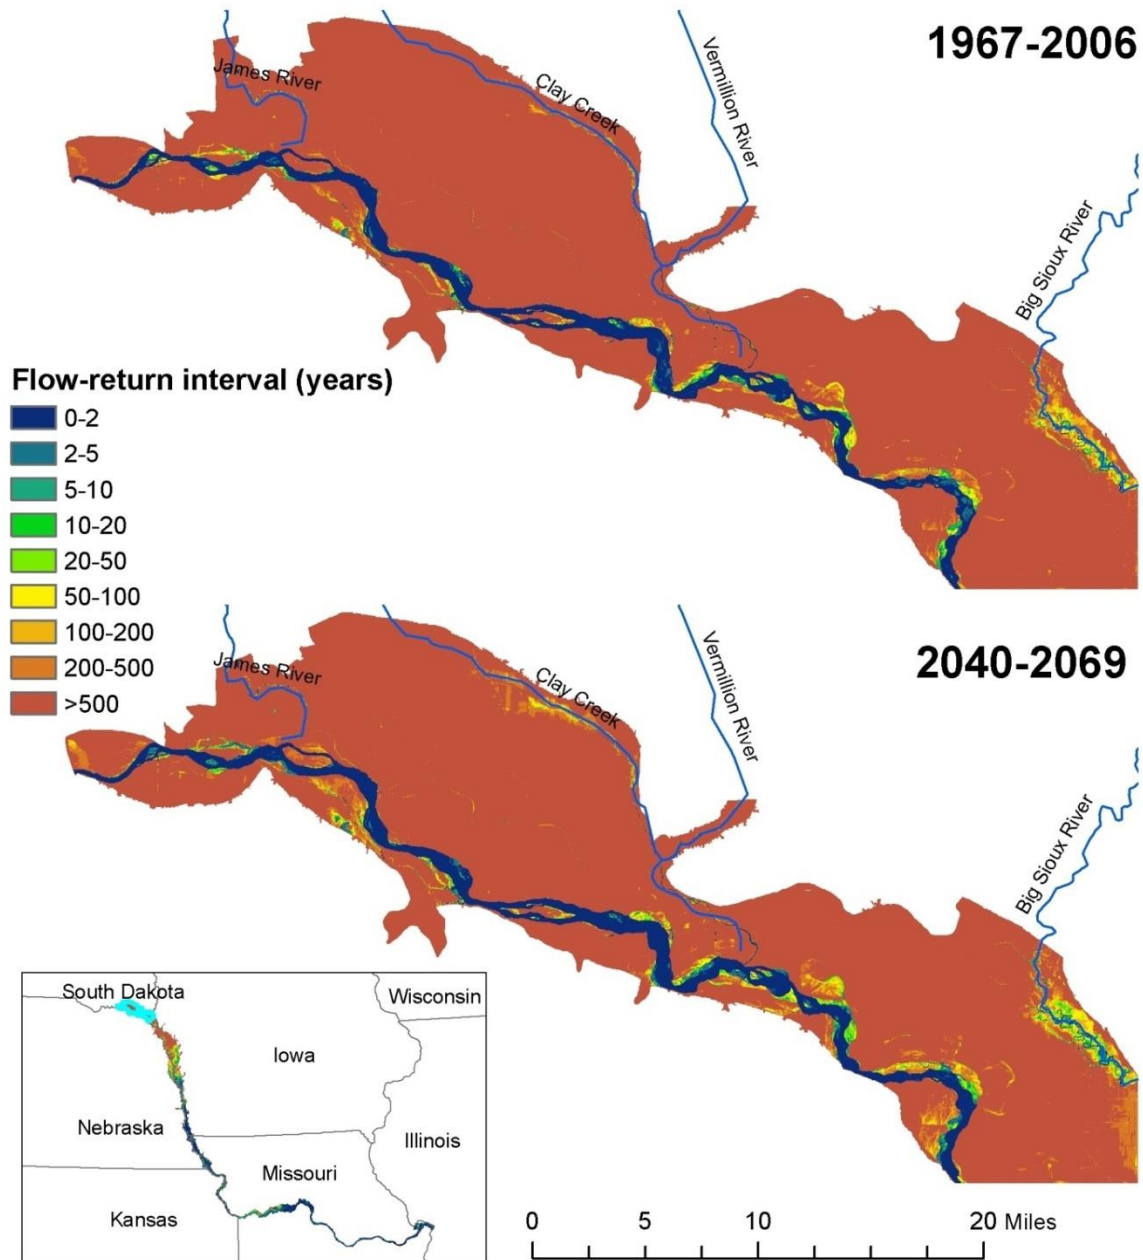 1967-2006
James River
Clay Creek
Vermillion River
Big Sioux River
Flow-return interval (years)
0-2
2-5
5-10
10-20
20-50
50-100
100-200
200-500
>500
2040-2069
James River
Clay Creek
Vermillion River
Big Sioux River
South Dakota
Wisconsin
Iowa
Nebraska
Illinois
Missouri
Kansas
0 5 10 20 Miles